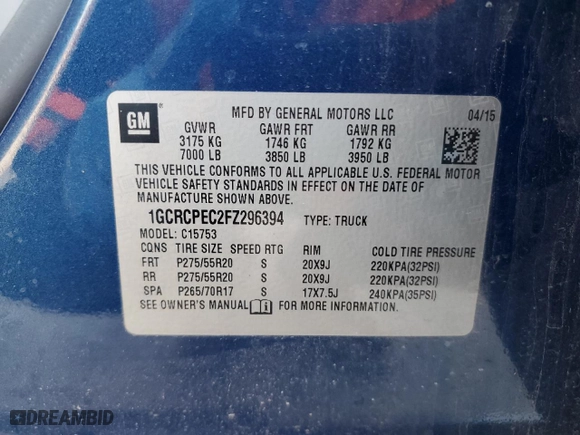 GM
MFD BY GENERAL MOTORS LLC 04/15
GVWR GAWR FRT GAWR RR
3175 KG 1746 KG 1792 KG
7000 LB 3850 LB 3950 LB
THIS VEHICLE CONFORMS TO ALL APPLICABLE U.S. FEDERAL MOTOR
VEHICLE SAFETY STANDARDS IN EFFECT ON THE DATE OF
MANUFACTURE SHOWN ABOVE.
1GCRCPEC2FZ296394 TYPE: TRUCK
MODEL: C15753
CQNS TIRE SIZE SPEED RTG RIM COLD TIRE PRESSURE
FRT P275/55R20 S 20X9J 220KPA(32PSI)
RR P275/55R20 S 20X9J 220KPA(32PSI)
SPA P265/70R17 S 17X7.5J 240KPA(35PSI)
SEE OWNER'S MANUAL FOR MORE INFORMATION.
DREAMBID